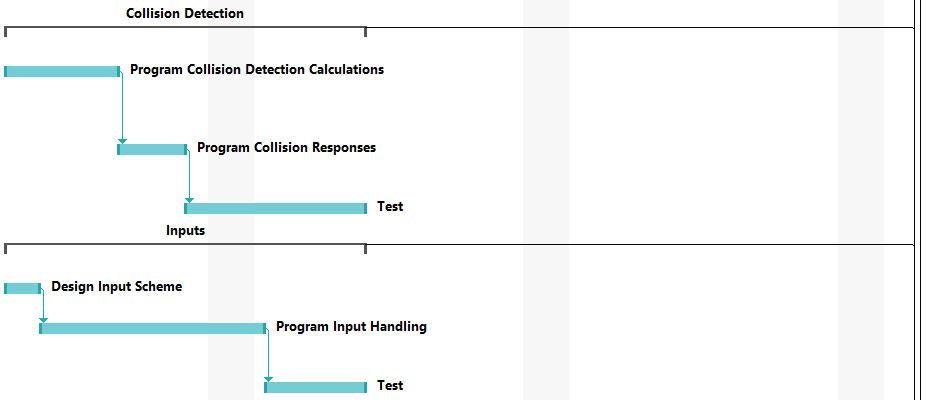 Collision Detection
Program Collision Detection Calculations
Program Collision Responses
Test
Inputs
Design Input Scheme
Program Input Handling
Test